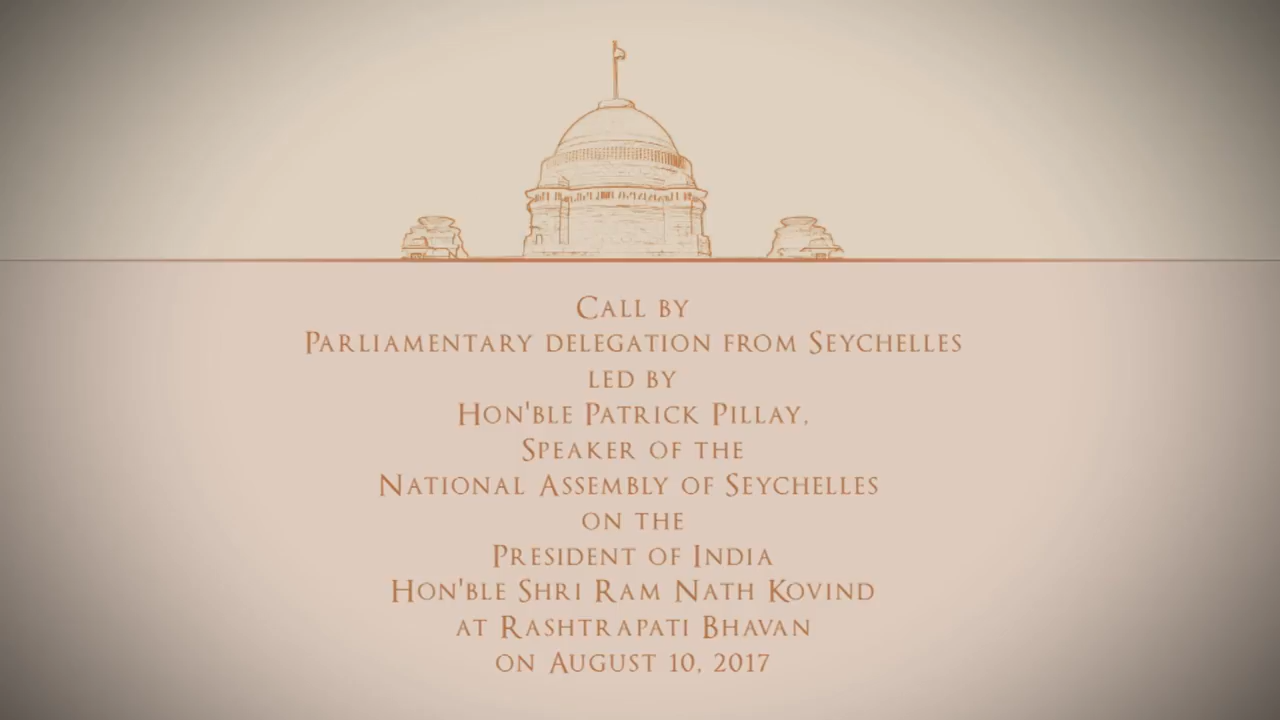 Call by
Parliamentary delegation from Seychelles
led by
Hon'ble Patrick Pillay,
Speaker of the
National Assembly of Seychelles
on the
President of India
Hon'ble Shri Ram Nath Kovind
at Rashtrapati Bhavan
on August 10, 2017